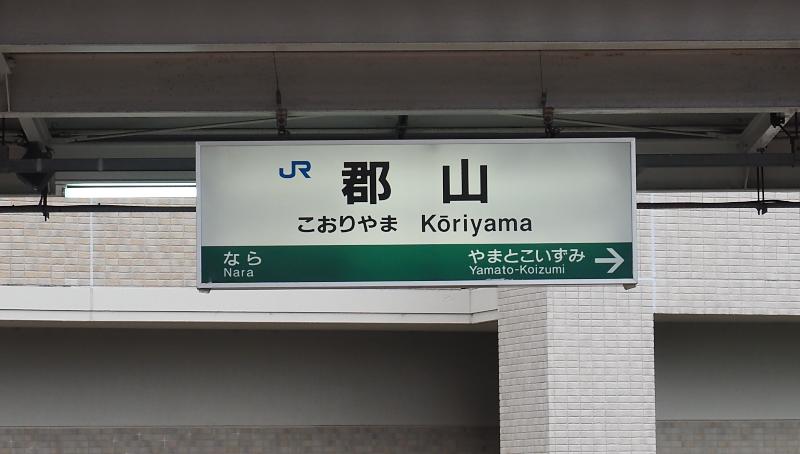 JR 郡山
こおりやま Kōriyama
なら やまとこいずみ →
Nara Yamato-Koizumi